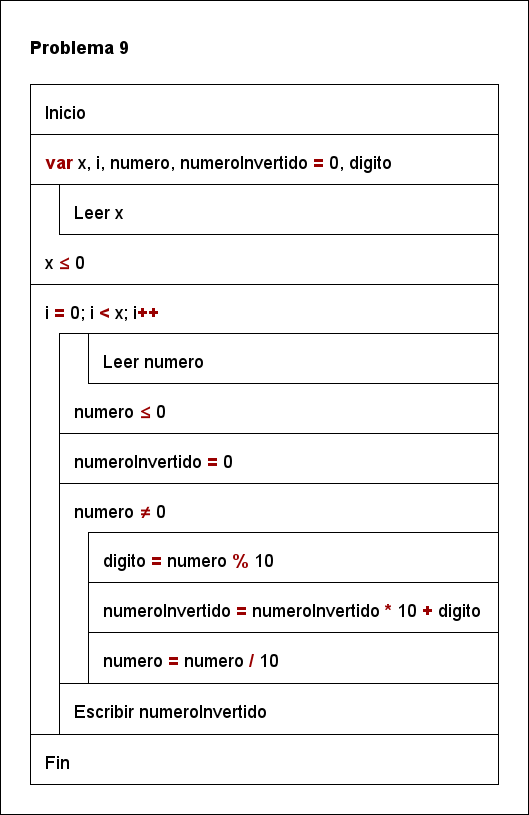 Problema 9
Inicio
var x, i, numero, numeroInvertido = 0, digito
Leer x
x ≤ 0
i = 0; i < x; i++
Leer numero
numero ≤ 0
numeroInvertido = 0
numero ≠ 0
digito = numero % 10
numeroInvertido = numeroInvertido * 10 + digito
numero = numero / 10
Escribir numeroInvertido
Fin